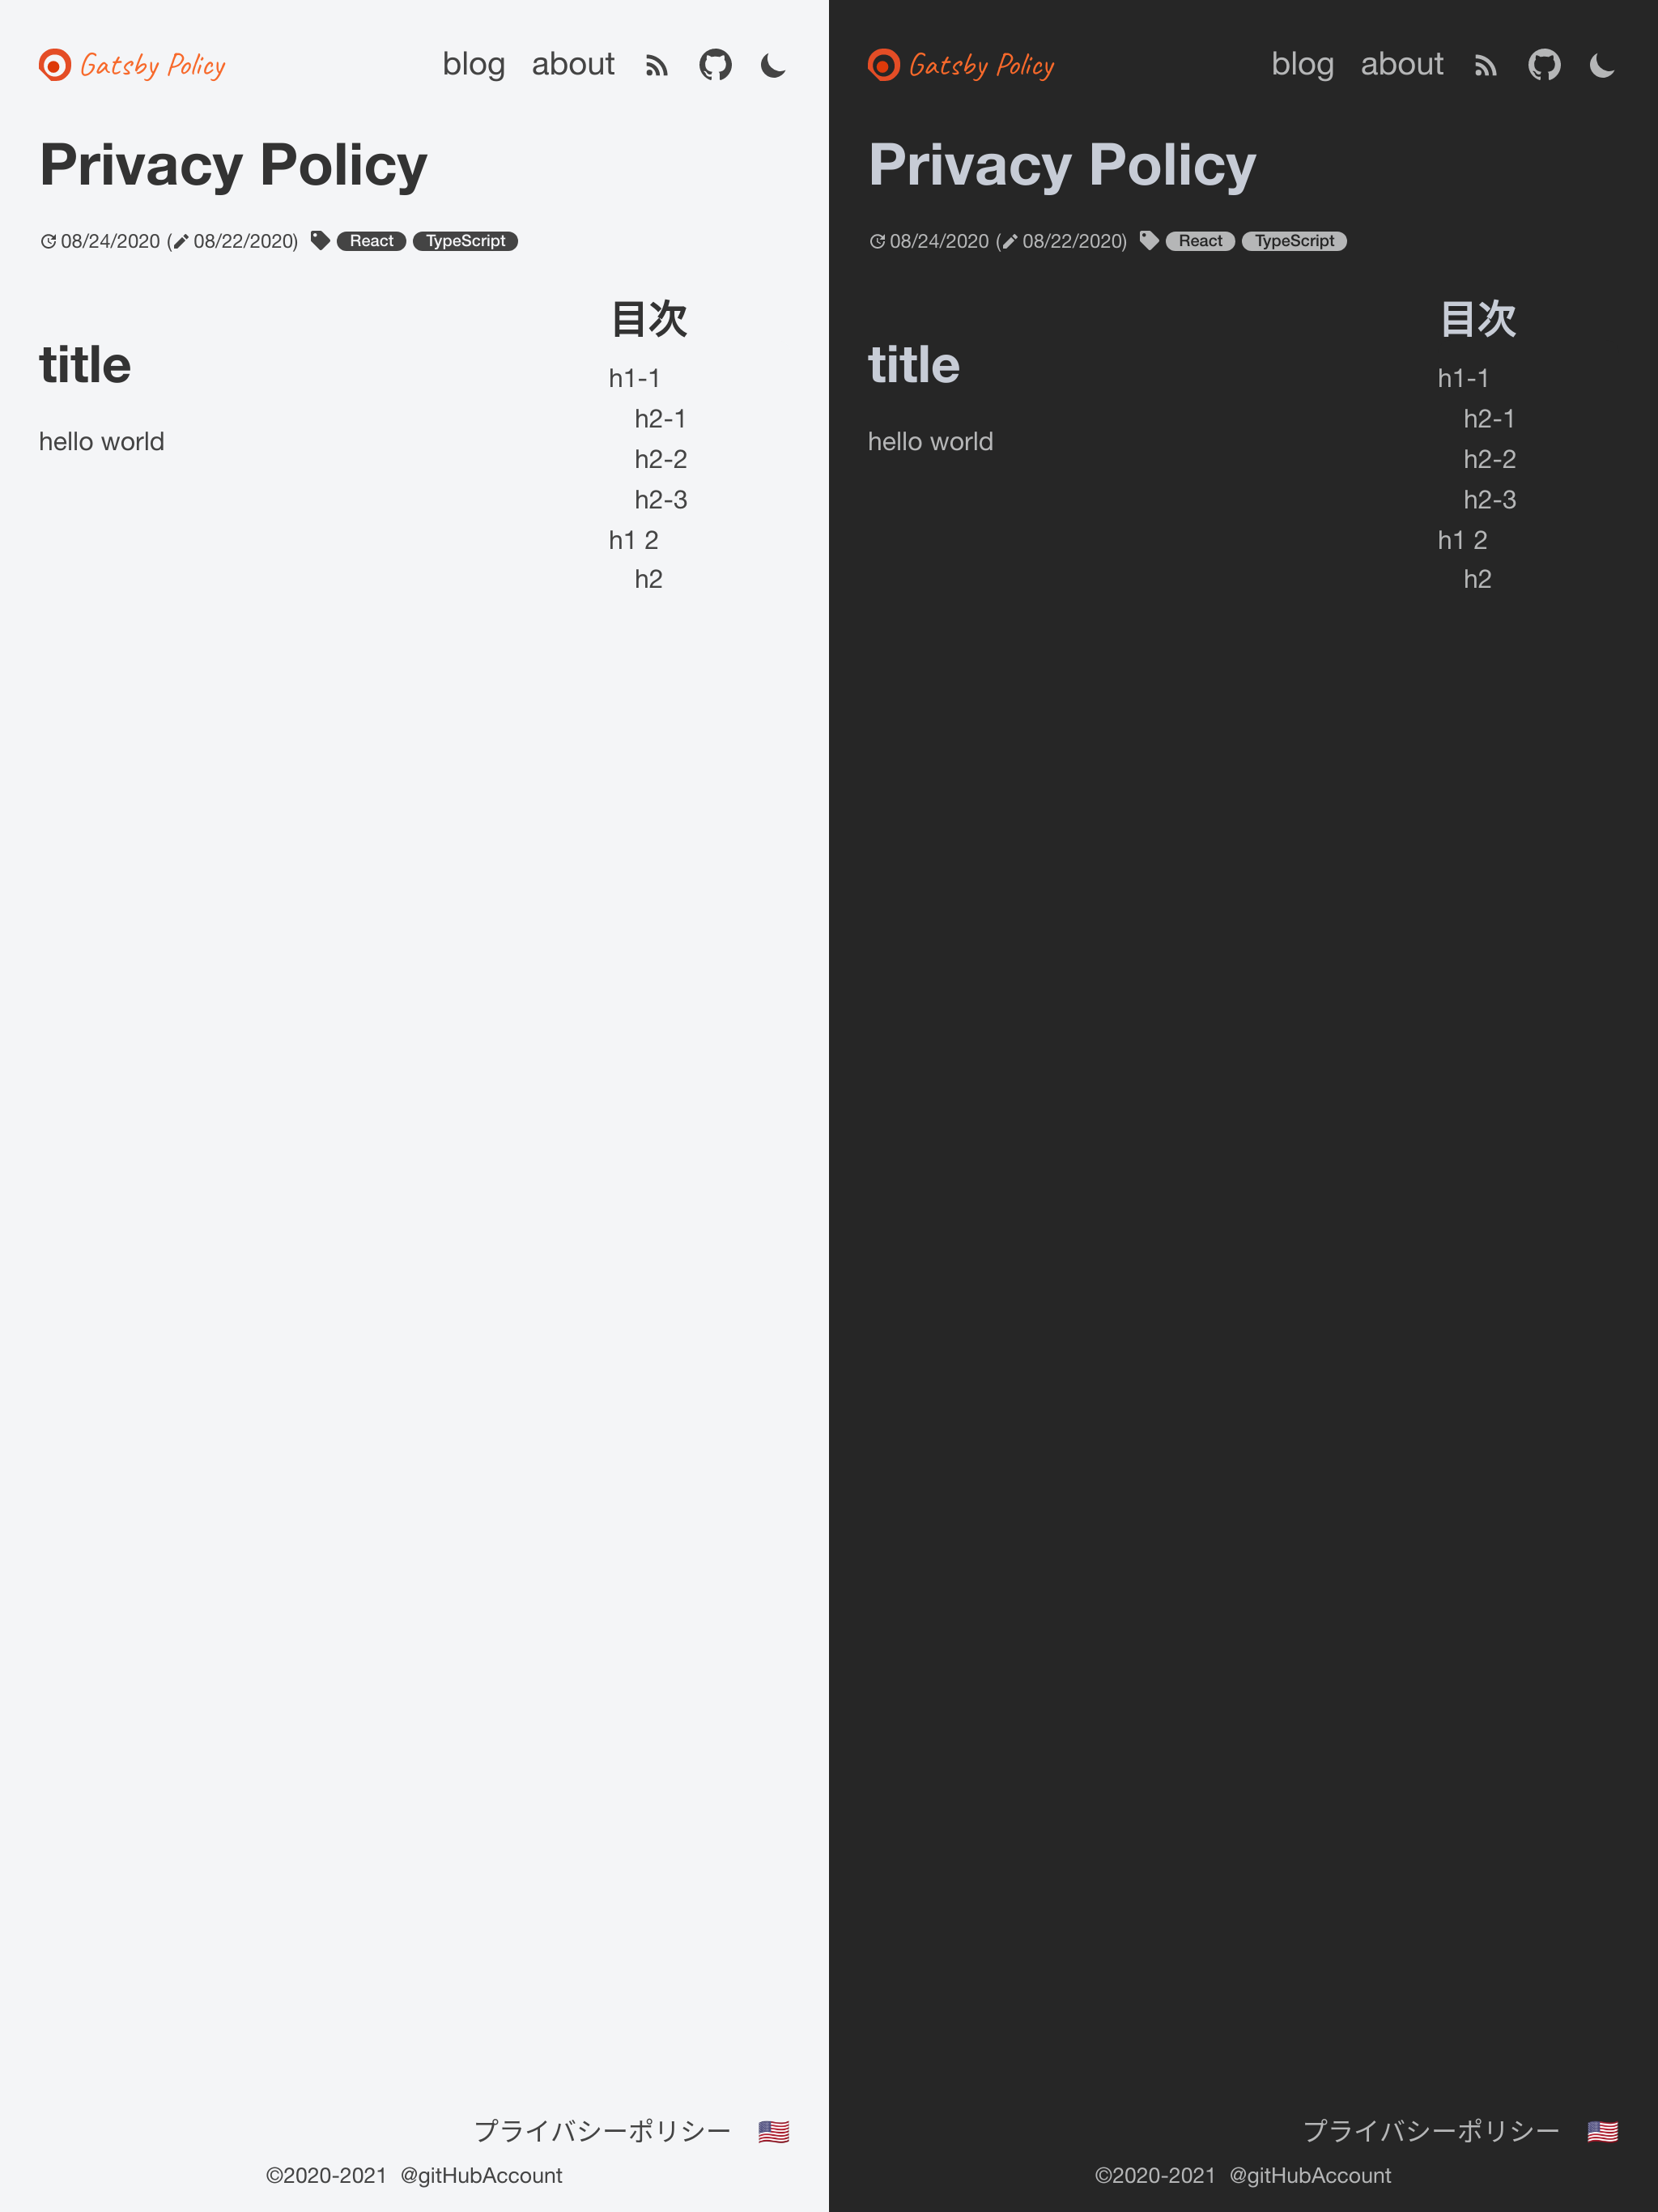 Gatsby Policy blog about
Privacy Policy
08/24/2020 (08/22/2020) React TypeScript
title
hello world
目次
h1-1
h2-1
h2-2
h2-3
h1 2
h2
プライバシーポリシー 🇺🇸
©2020-2021 @gitHubAccount
Gatsby Policy blog about
Privacy Policy
08/24/2020 (08/22/2020) React TypeScript
title
hello world
目次
h1-1
h2-1
h2-2
h2-3
h1 2
h2
プライバシーポリシー 🇺🇸
©2020-2021 @gitHubAccount